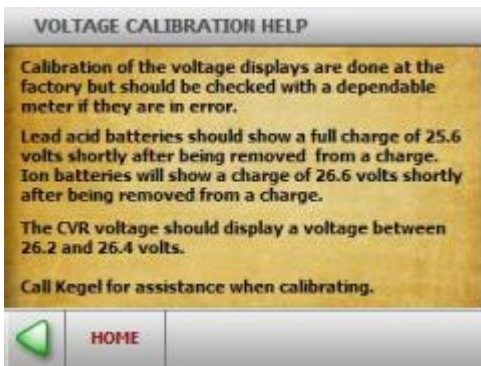 VOLTAGE CALIBRATION HELP
Calibration of the voltage displays are done at the
factory but should be checked with a dependable
meter if they are in error.
Lead acid batteries should show a full charge of 25.6
volts shortly after being removed from a charge.
Ion batteries will show a charge of 26.6 volts shortly
after being removed from a charge.
The CVR voltage should display a voltage between
26.2 and 26.4 volts.
Call Kegel for assistance when calibrating.
HOME